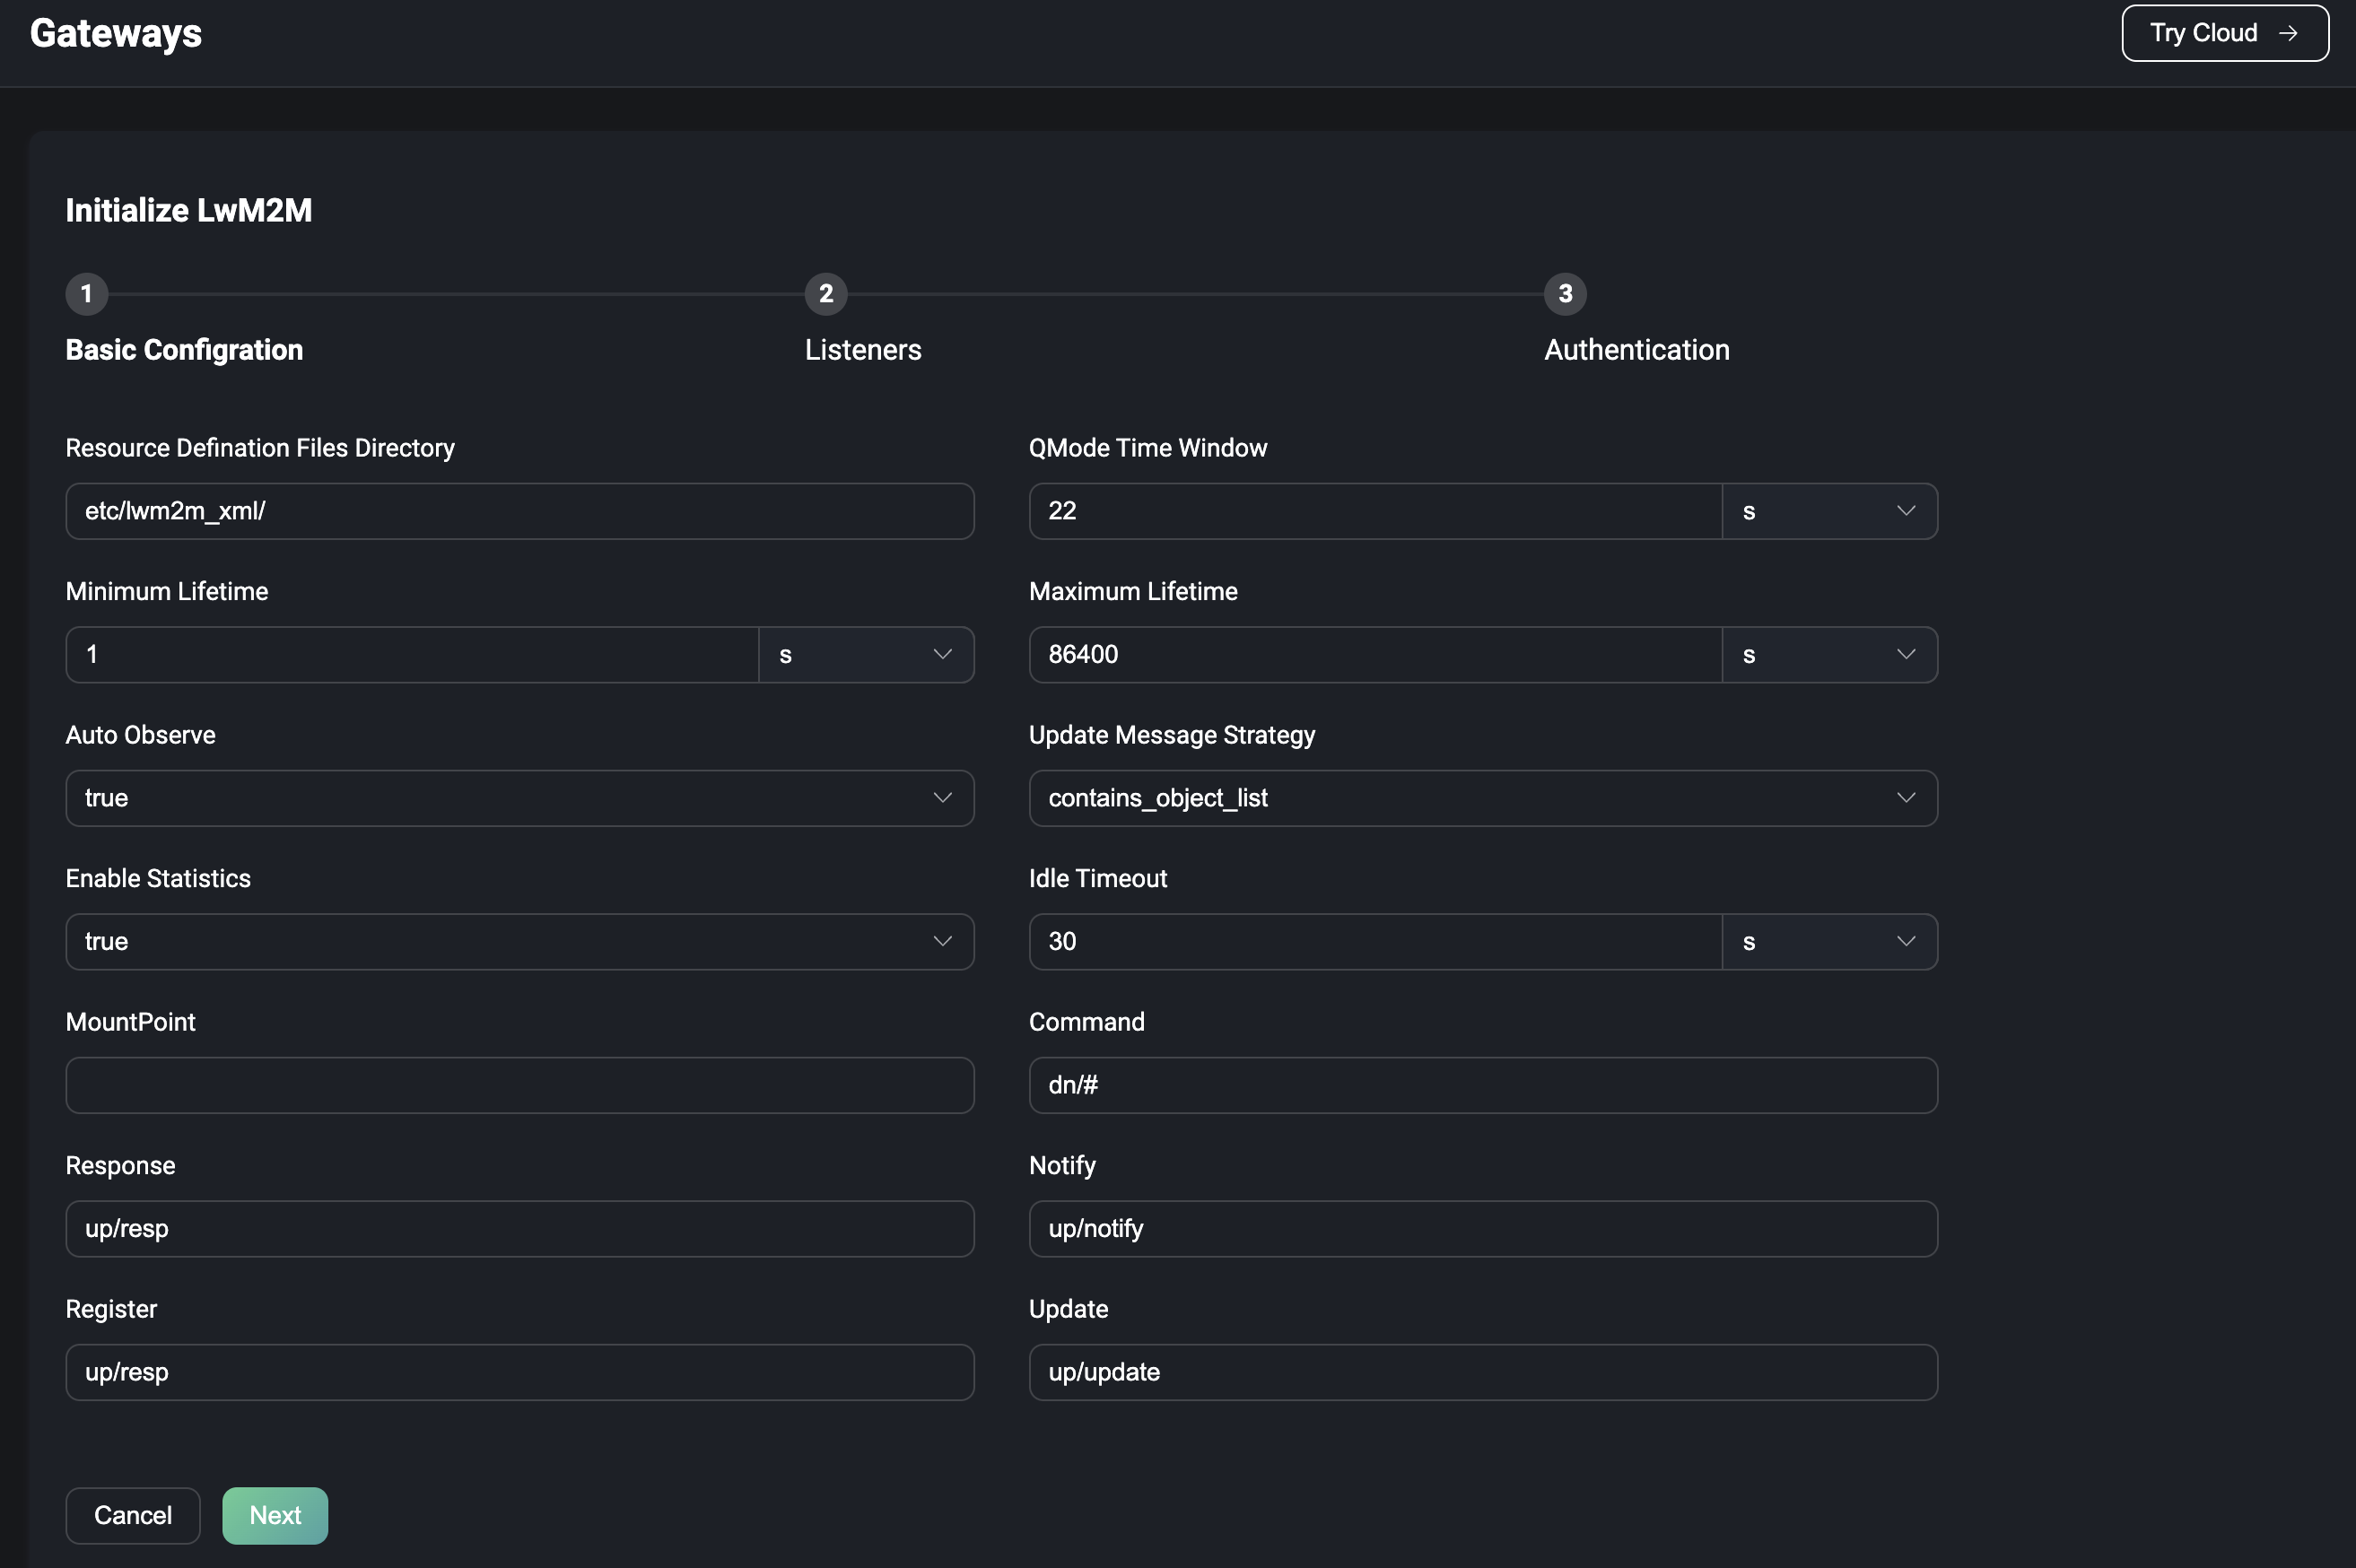 Gateways
Try Cloud →
Initialize LwM2M
1 2 3
Basic Configration Listeners Authentication
Resource Defination Files Directory QMode Time Window
etc/lwm2m_xml/ 22 s
Minimum Lifetime Maximum Lifetime
1 s 86400 s
Auto Observe Update Message Strategy
true contains_object_list
Enable Statistics Idle Timeout
true 30 s
MountPoint Command
dn/#
Response Notify
up/resp up/notify
Register Update
up/resp up/update
Cancel Next